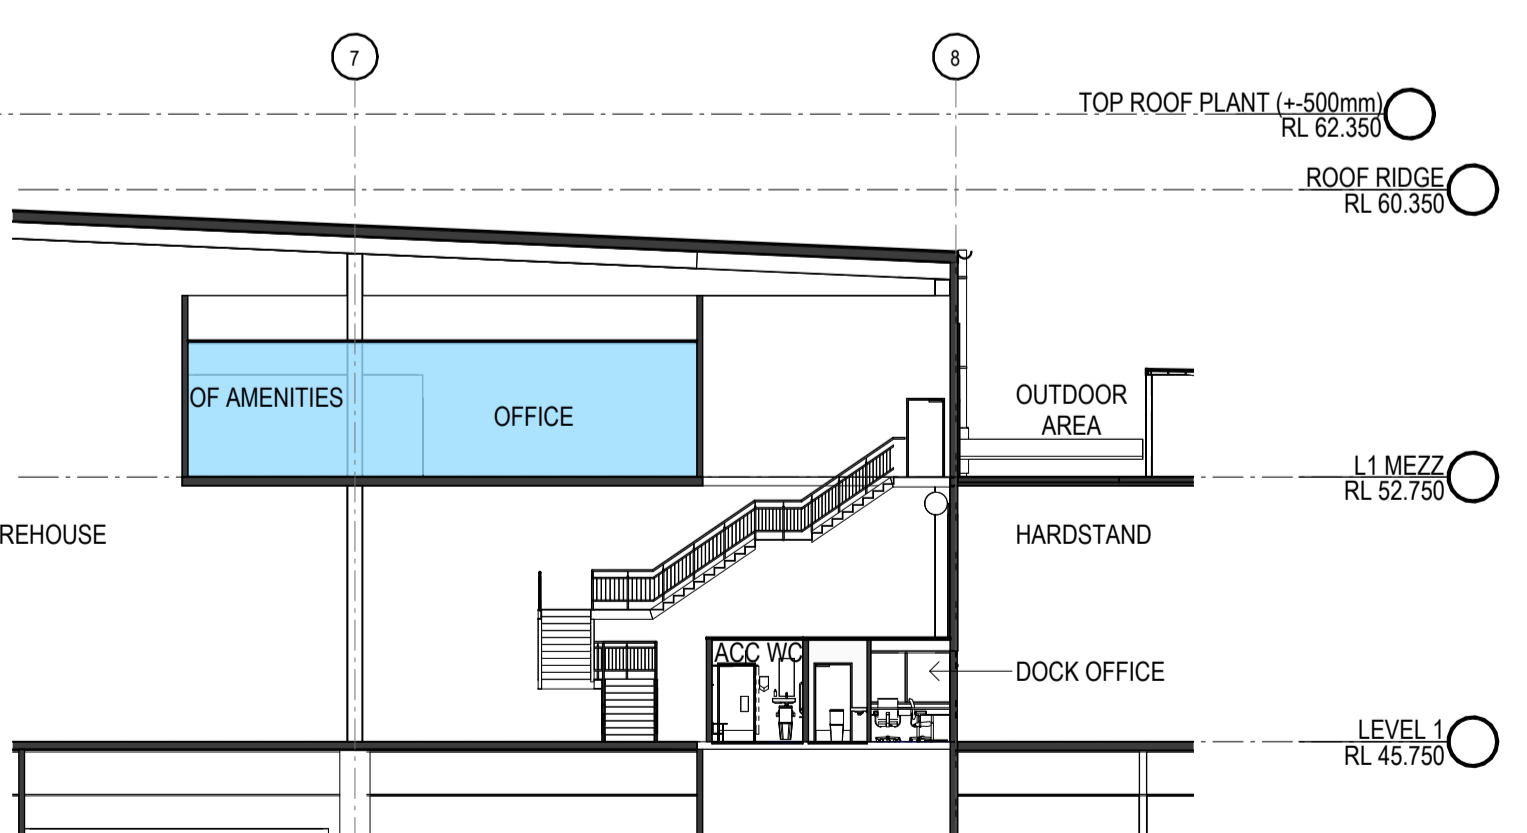 7
8
TOP ROOF PLANT (+-500mm)
RL 62.350
ROOF RIDGE
RL 60.350
OF AMENITIES
OFFICE
OUTDOOR
AREA
L1 MEZZ
RL 52.750
REHOUSE
HARDSTAND
ACC WC
DOCK OFFICE
LEVEL 1
RL 45.750